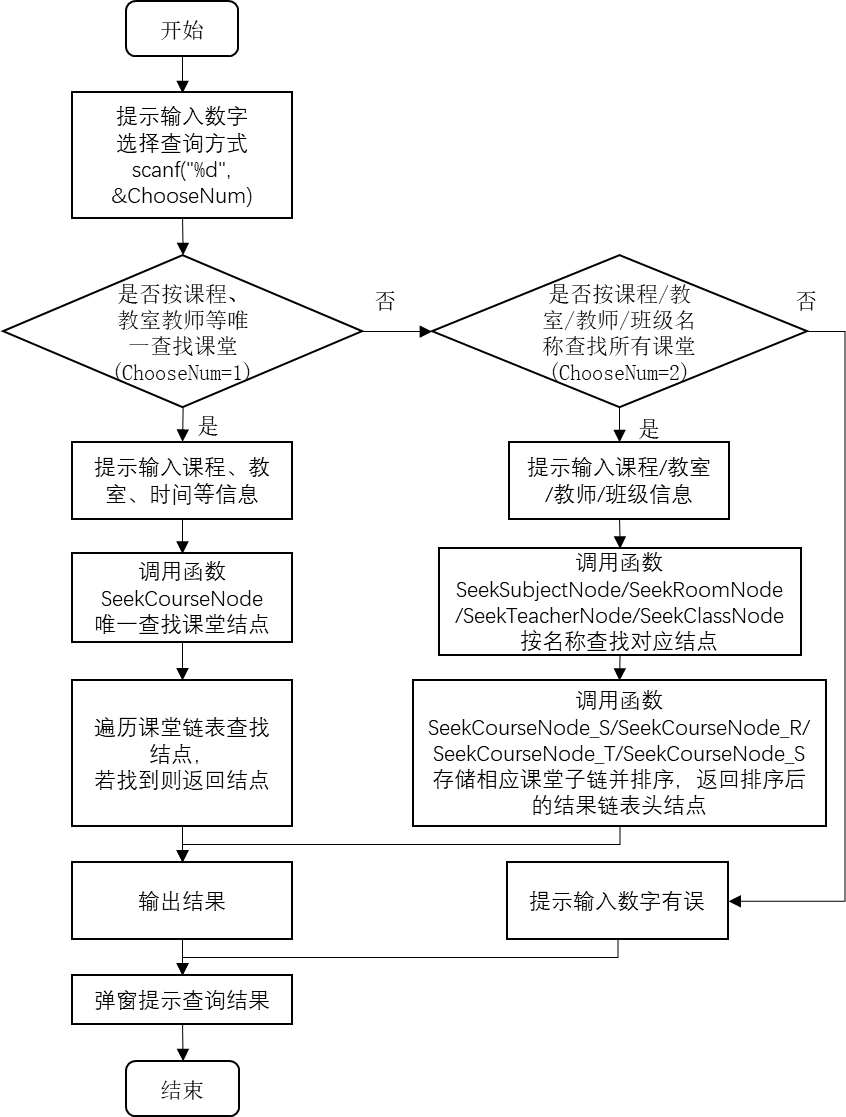 开始
提示输入数字
选择查询方式
scanf("%d",
&ChooseNum)
是否按课程、
教室教师等唯
一查找课堂
(ChooseNum=1)
否
是否按课程/教
室/教师/班级名
称查找所有课堂
(ChooseNum=2)
否
是
是
提示输入课程、教
室、时间等信息
提示输入课程/教室
/教师/班级信息
调用函数
SeekCourseNode
唯一查找课堂结点
调用函数
SeekSubjectNode/SeekRoomNode
/SeekTeacherNode/SeekClassNode
按名称查找对应结点
遍历课堂链表查找
结点,
若找到则返回结点
调用函数
SeekCourseNode_S/SeekCourseNode_R/
SeekCourseNode_T/SeekCourseNode_S
存储相应课堂子链并排序，返回排序后
的结果链表头结点
输出结果
提示输入数字有误
弹窗提示查询结果
结束